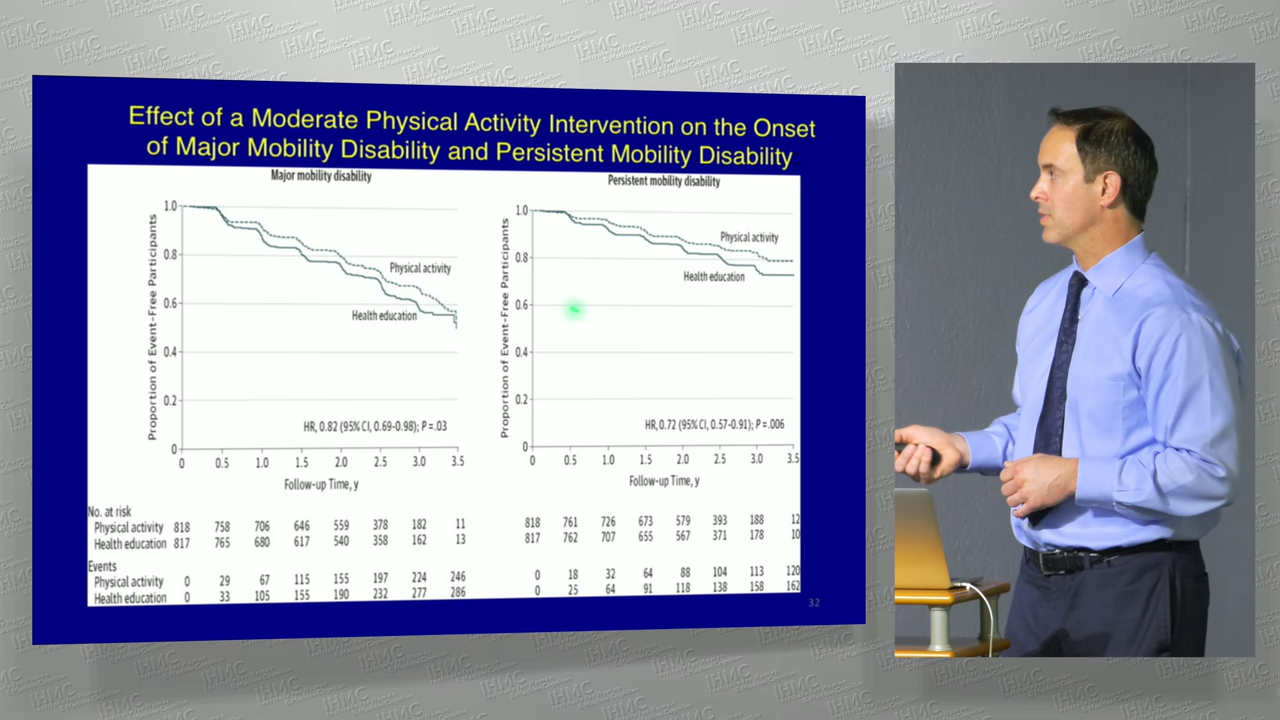 Effect of a Moderate Physical Activity Intervention on the Onset
of Major Mobility Disability and Persistent Mobility Disability
Major mobility disability
Proportion of Event-Free Participants
1.0
0.8
0.6
0.4
0.2
0
Physical activity
Health education
HR, 0.82 (95% CI, 0.69-0.98); P = .03
0 0.5 1.0 1.5 2.0 2.5 3.0 3.5
Follow-up Time, y
Persistent mobility disability
Proportion of Event-Free Participants
1.0
0.8
0.6
0.4
0.2
0
Physical activity
Health education
HR, 0.72 (95% CI, 0.57-0.91); P = .006
0 0.5 1.0 1.5 2.0 2.5 3.0 3.5
Follow-up Time, y
No. at risk
Physical activity 818 758 706 646 559 378 182 11 818 761 726 673 579 393 188 12
Health education 817 765 680 617 540 358 162 13 817 762 707 655 567 371 178 10
Events
Physical activity 0 29 67 115 155 197 224 246 0 18 32 64 88 104 113 120
Health education 0 33 105 155 190 232 277 286 0 25 64 91 118 138 158 162
32
IHMC